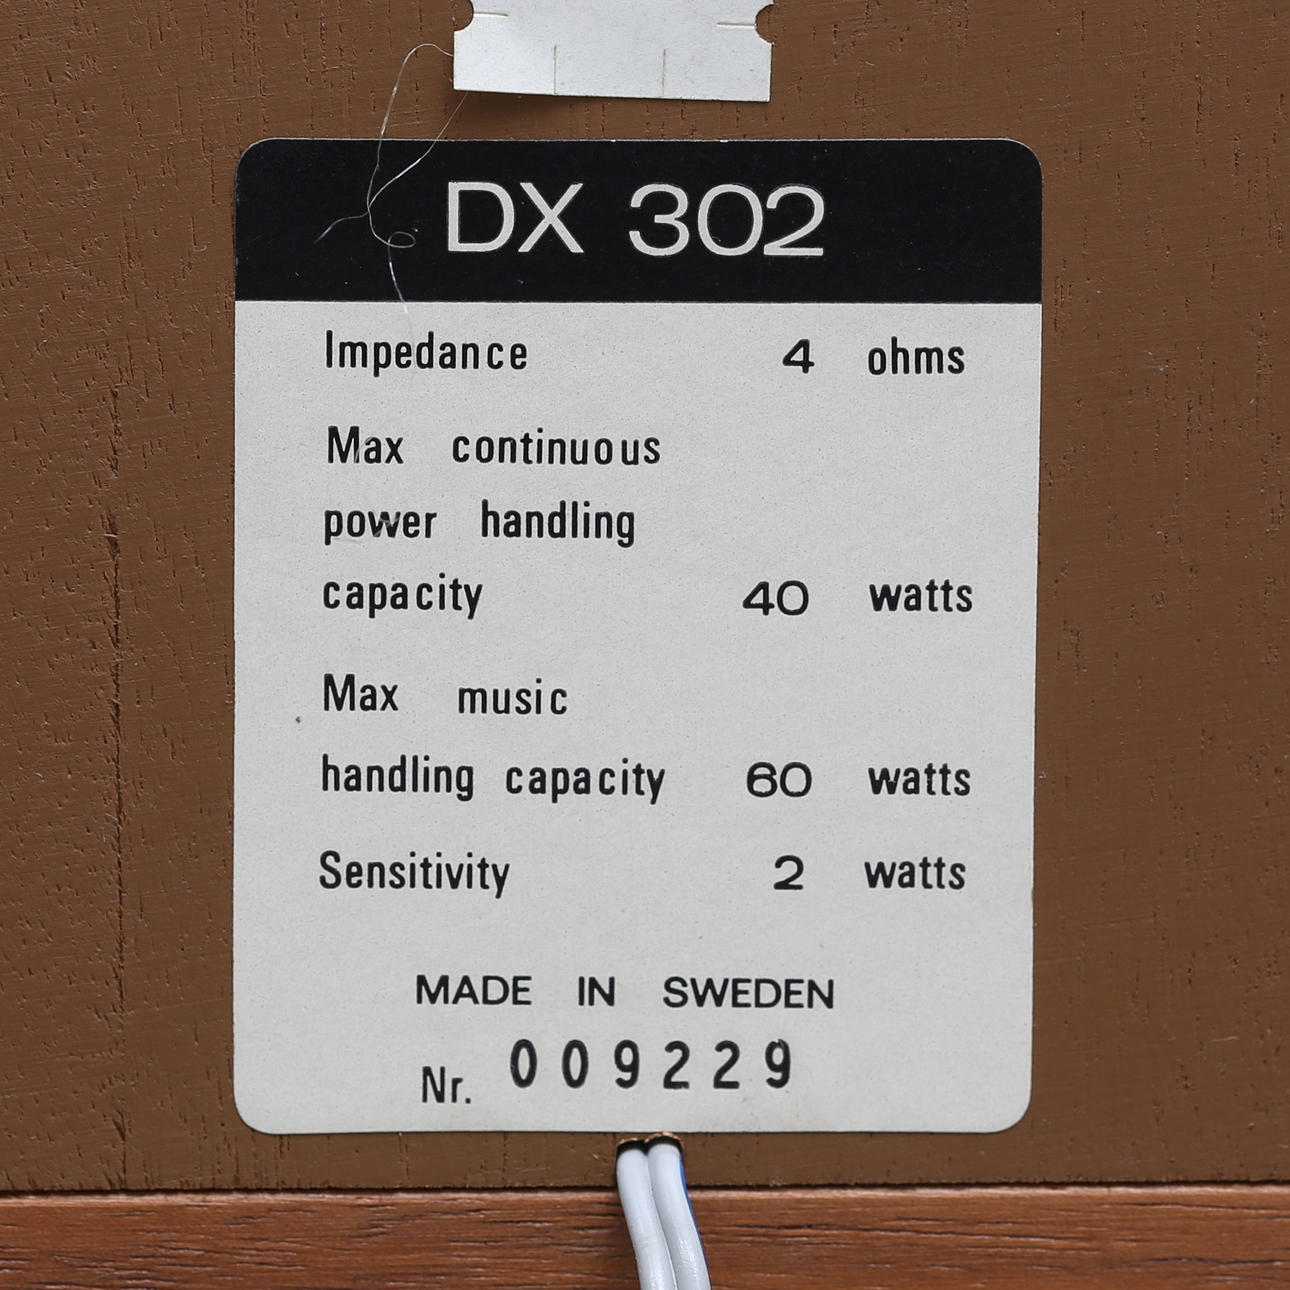 DX 302
Impedance 4 ohms
Max continuous
power handling
capacity 40 watts
Max music
handling capacity 60 watts
Sensitivity 2 watts
MADE IN SWEDEN
Nr. 009229